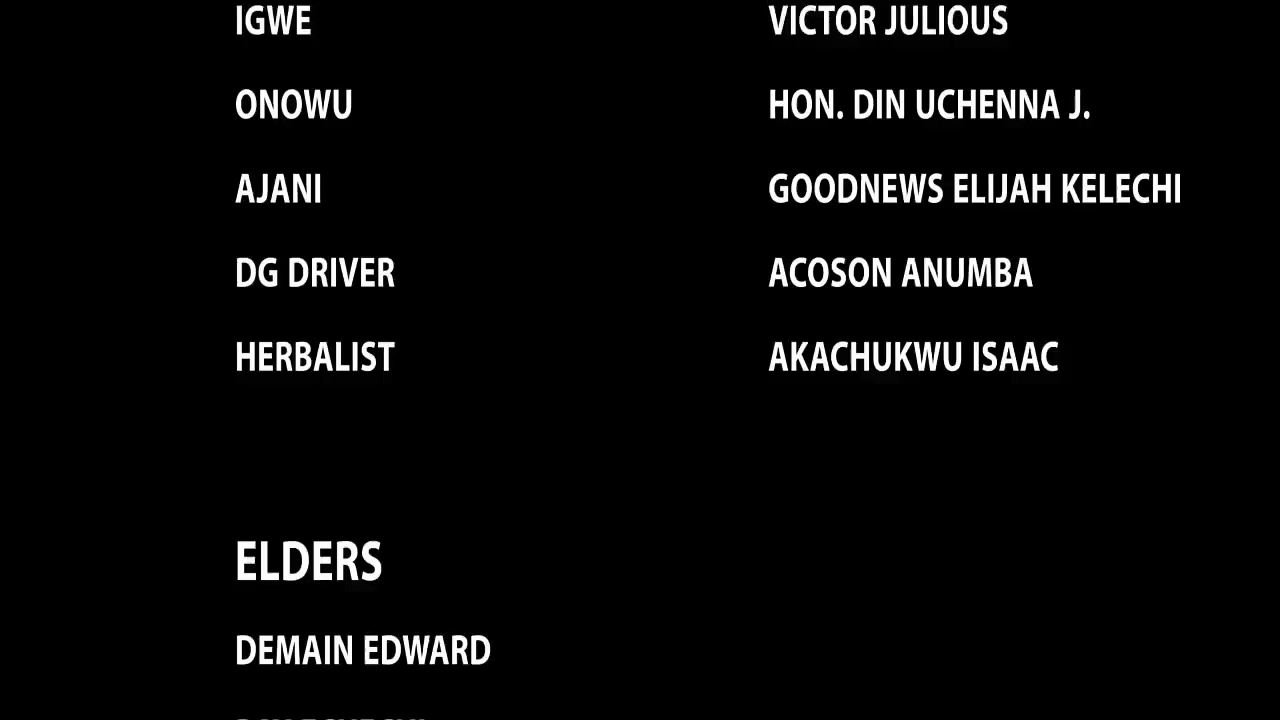 IGWE VICTOR JULIOUS
ONOWU HON. DIN UCHENNA J.
AJANI GOODNEWS ELIJAH KELECHI
DG DRIVER ACOSON ANUMBA
HERBALIST AKACHUKWU ISAAC
ELDERS
DEMAIN EDWARD